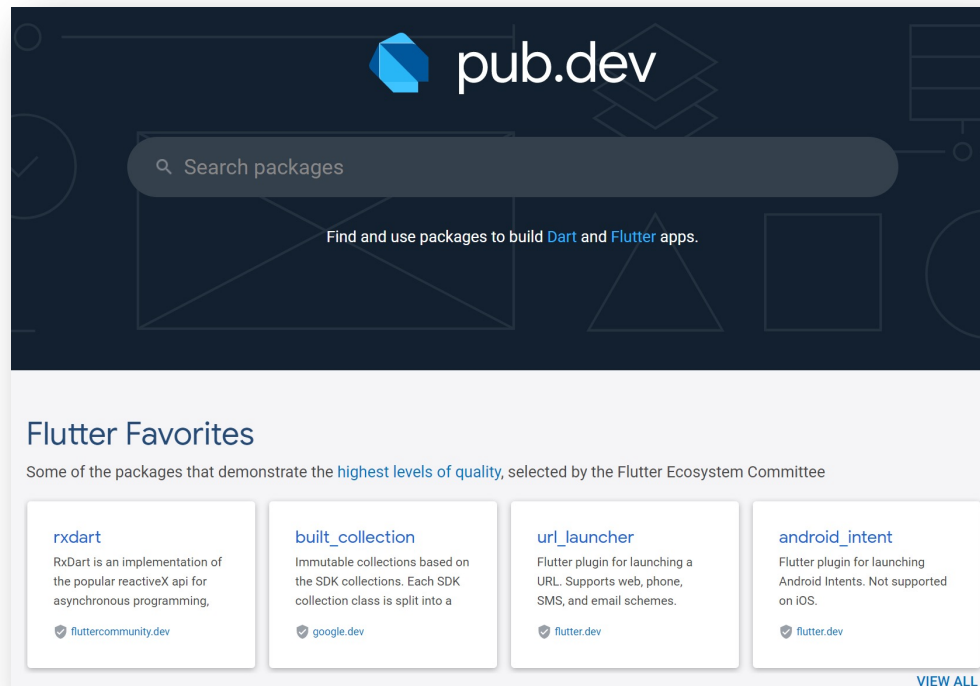 pub.dev
Search packages
Find and use packages to build Dart and Flutter apps.
Flutter Favorites
Some of the packages that demonstrate the highest levels of quality, selected by the Flutter Ecosystem Committee
rxdart
RxDart is an implementation of
the popular reactiveX api for
asynchronous programming,
fluttercommunity.dev
built_collection
Immutable collections based on
the SDK collections. Each SDK
collection class is split into a
google.dev
url_launcher
Flutter plugin for launching a
URL. Supports web, phone,
SMS, and email schemes.
flutter.dev
android_intent
Flutter plugin for launching
Android Intents. Not supported
on iOS.
flutter.dev
VIEW ALL